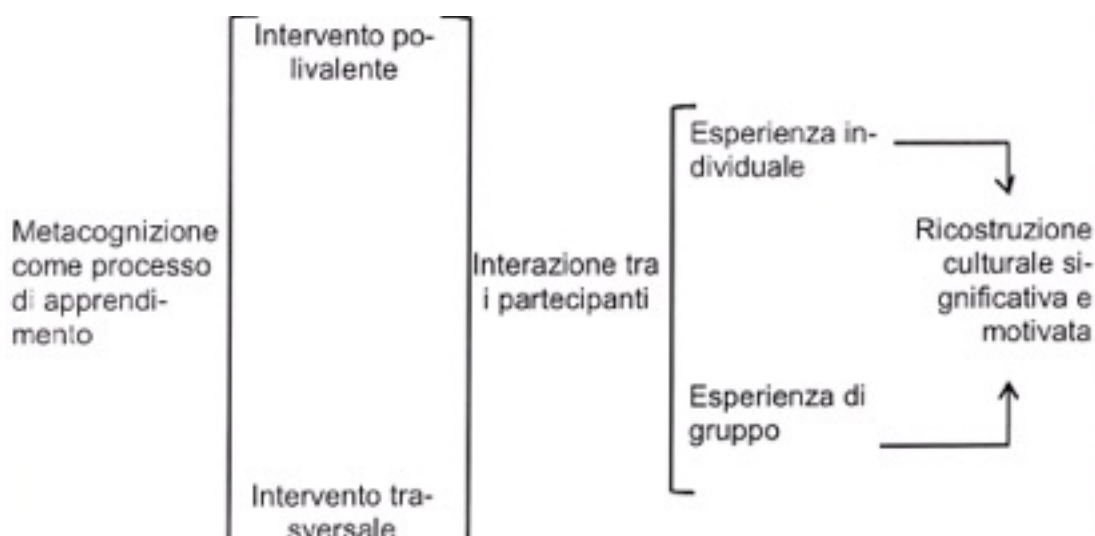 Intervento po-
livalente
Metacognizione
come processo
di apprendi-
mento
Intervento tra-
sversale
Interazione tra
i partecipanti
Esperienza in-
dividuale
Esperienza di
gruppo
Ricostruzione
culturale si-
gnificativa e
motivata